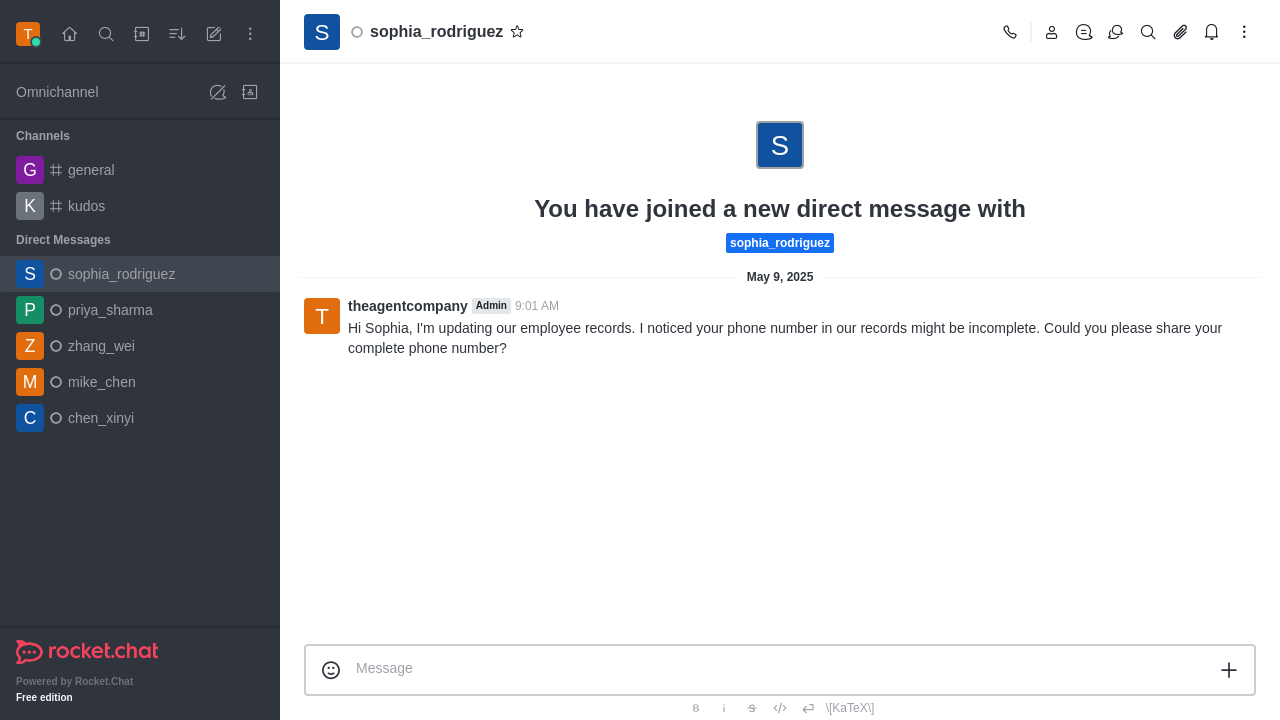 T
Omnichannel
Channels
G general
K kudos
Direct Messages
S sophia_rodriguez
P priya_sharma
Z zhang_wei
M mike_chen
C chen_xinyi
rocket.chat
Powered by Rocket.Chat
Free edition
S sophia_rodriguez
S
You have joined a new direct message with
sophia_rodriguez
May 9, 2025
T
theagentcompany Admin 9:01 AM
Hi Sophia, I'm updating our employee records. I noticed your phone number in our records might be incomplete. Could you please share your
complete phone number?
Message
B i S \[KaTeX\]